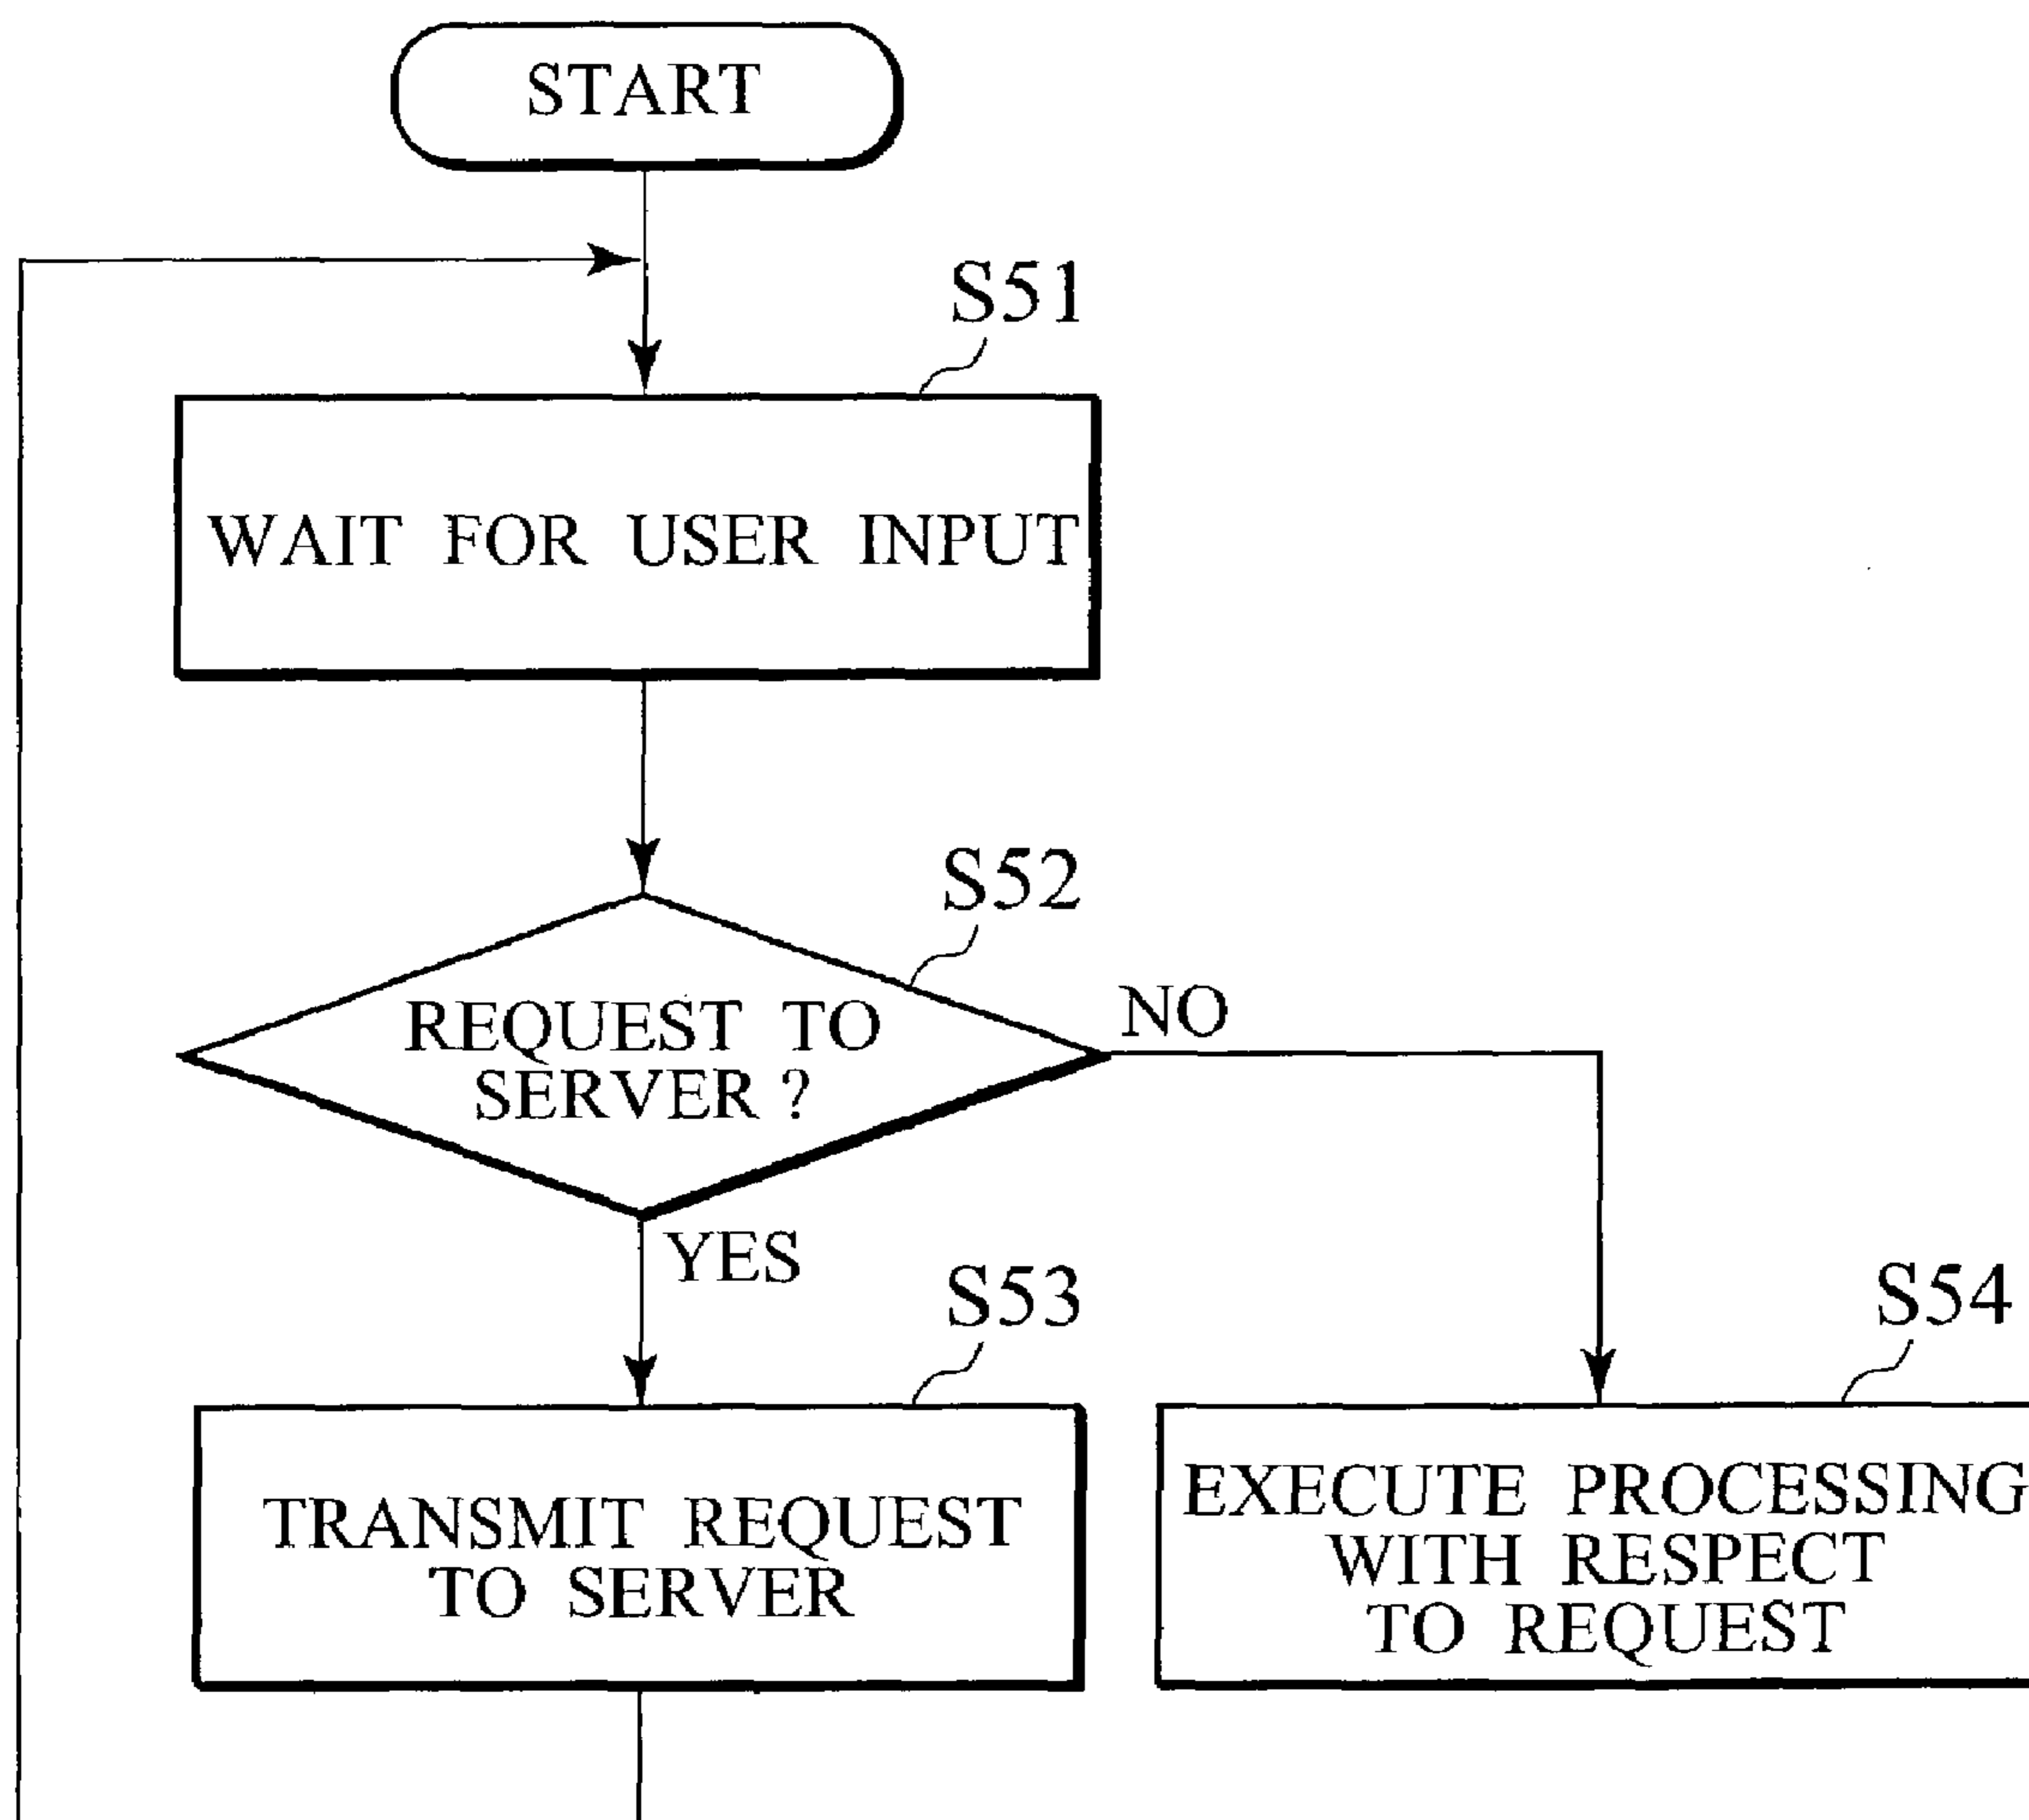 START
S51
WAIT FOR USER INPUT
S52
REQUEST TO
SERVER ?
NO
YES
S53
TRANSMIT REQUEST
TO SERVER
S54
EXECUTE PROCESSING
WITH RESPECT
TO REQUEST